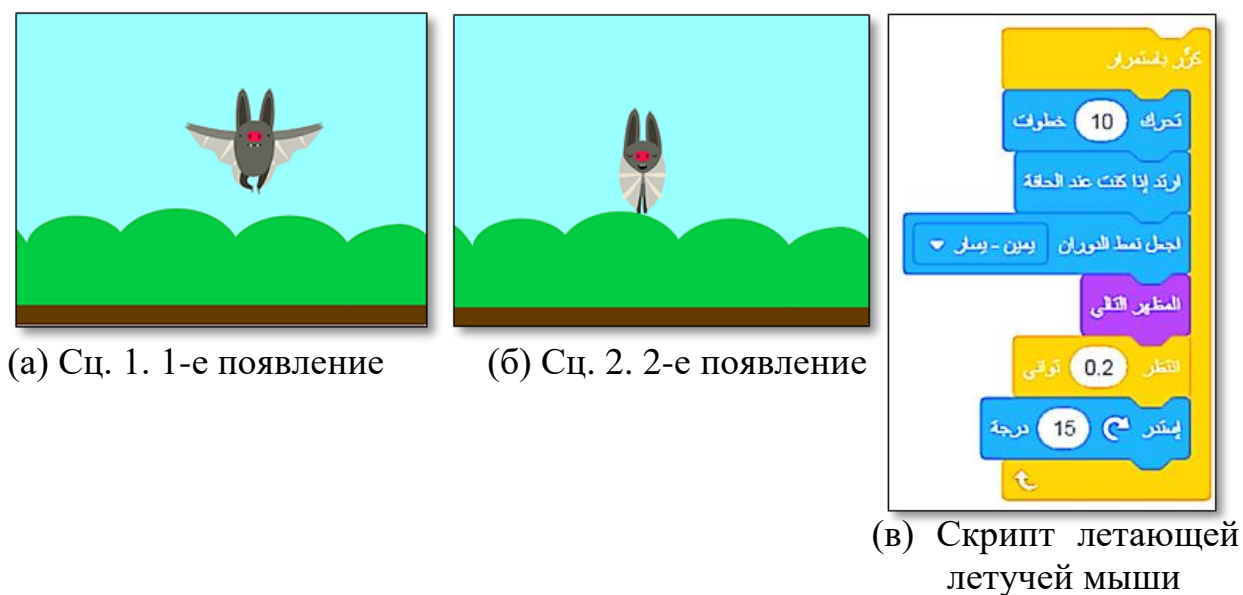 كرِّر باستمرار
تحرك 10 خطوات
ارتد إذا كنت عند الحافة
اجعل نمط الدوران يمين - يسار
المظهر التالي
انتظر 0.2 ثواني
إستدر 15 درجة
(а) Сц. 1. 1-е появление
(б) Сц. 2. 2-е появление
(в) Скрипт летающей
летучей мыши